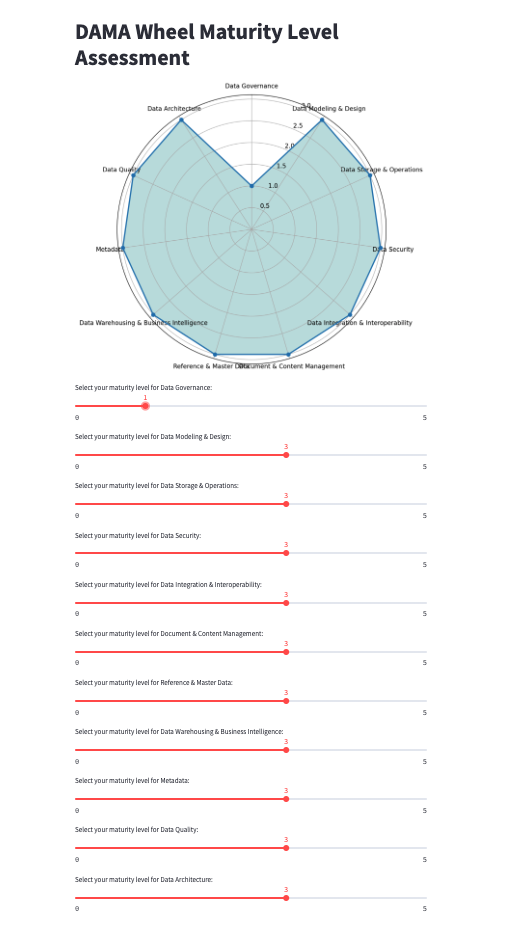 DAMA Wheel Maturity Level
Assessment
Data Governance
Data Architecture
3.0
Data Modeling & Design
2.5
2.0
Data Quality
1.5
Data Storage & Operations
1.0
0.5
Metadata
Data Security
Data Warehousing & Business Intelligence
Data Integration & Interoperability
Reference & Master Data
Document & Content Management
Select your maturity level for Data Governance:
1
0 5
Select your maturity level for Data Modeling & Design:
3
0 5
Select your maturity level for Data Storage & Operations:
3
0 5
Select your maturity level for Data Security:
3
0 5
Select your maturity level for Data Integration & Interoperability:
3
0 5
Select your maturity level for Document & Content Management:
3
0 5
Select your maturity level for Reference & Master Data:
3
0 5
Select your maturity level for Data Warehousing & Business Intelligence:
3
0 5
Select your maturity level for Metadata:
3
0 5
Select your maturity level for Data Quality:
3
0 5
Select your maturity level for Data Architecture:
3
0 5